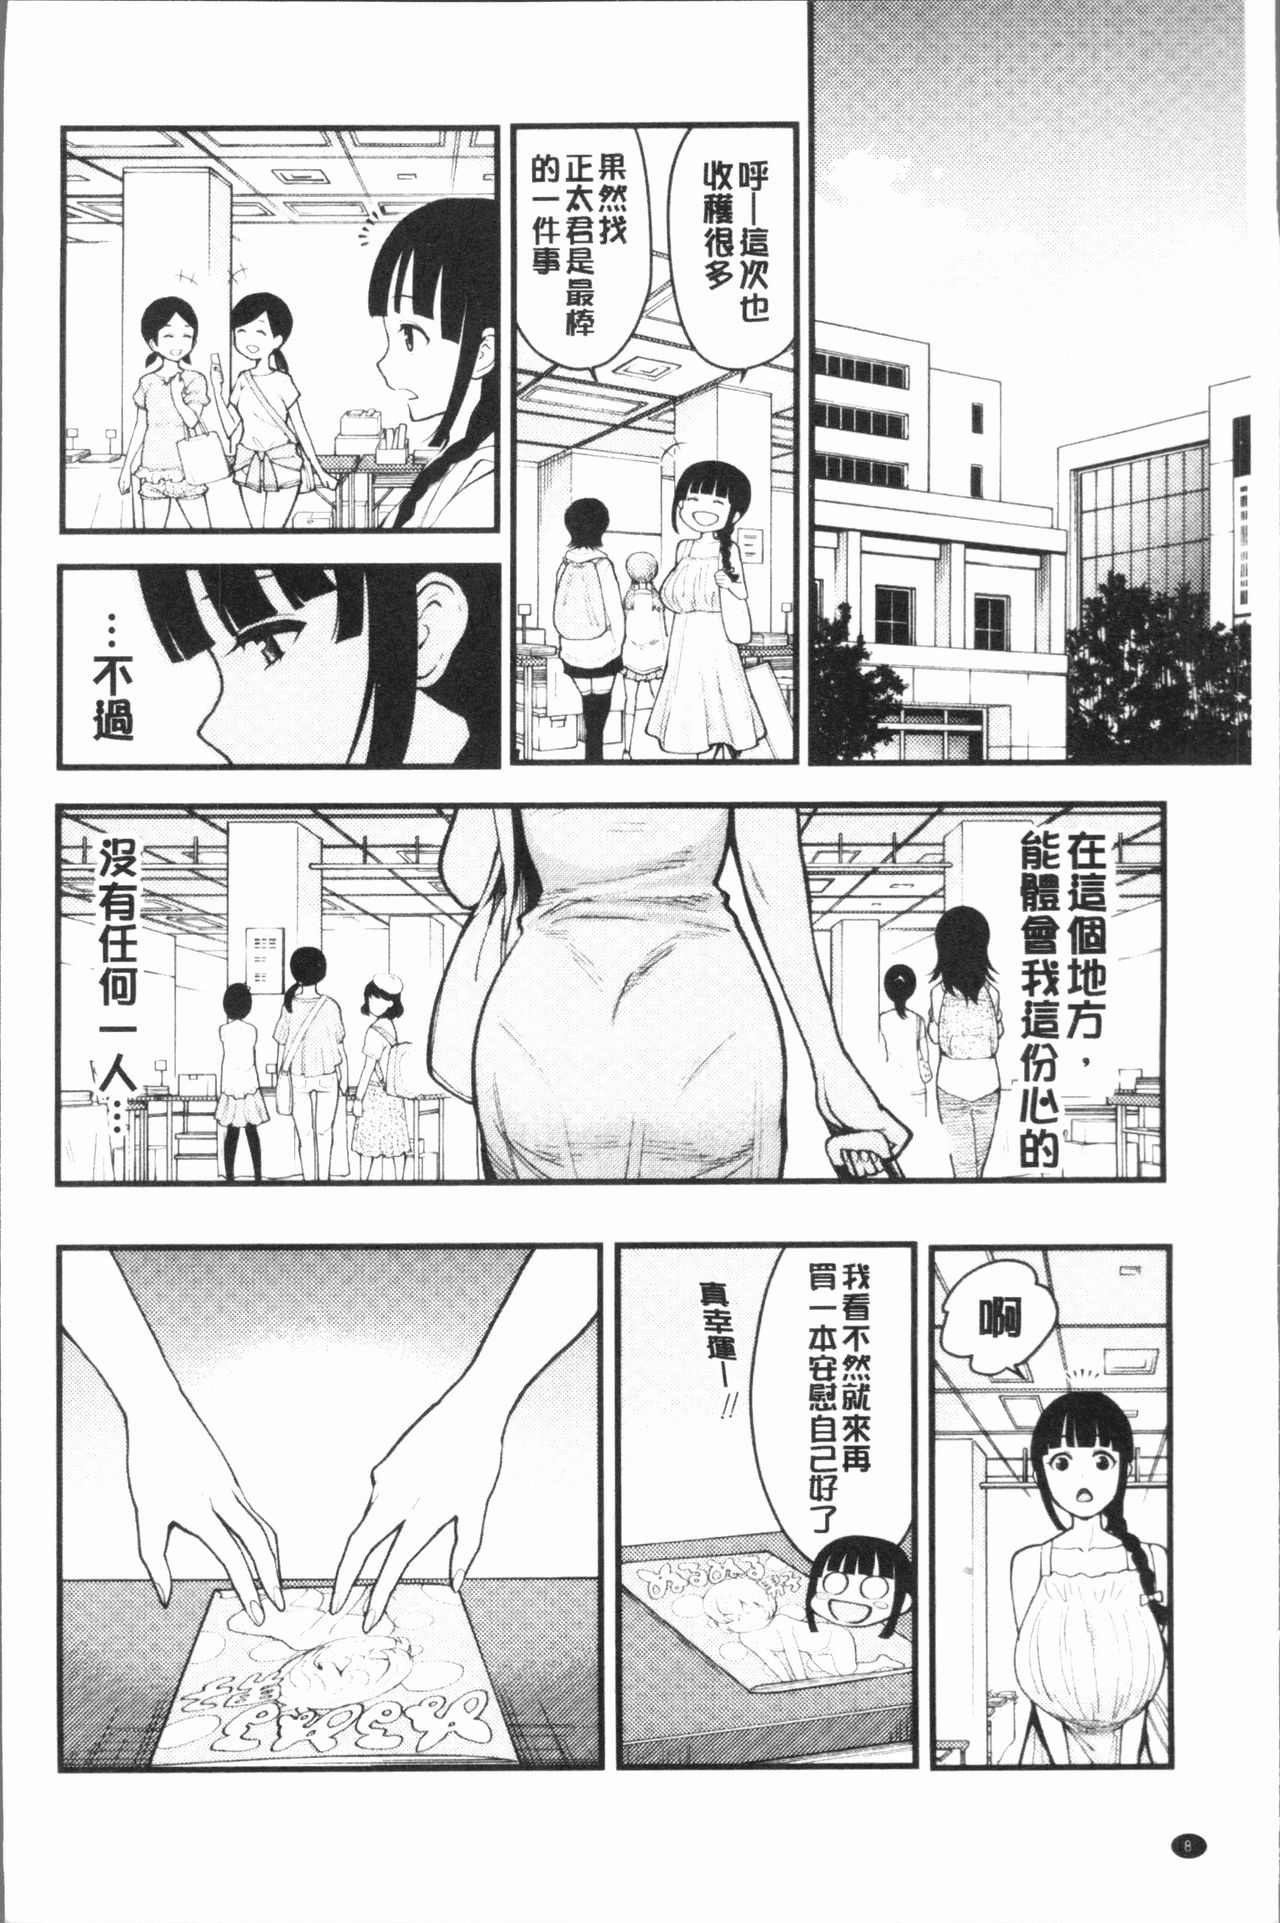 呼—這次也
收穫很多
果然找
正太君是最棒
的一件事
…不過
在這個地方，
能體會我這份心的
沒有任何一人…
啊
我看不然就來再
買一本安慰自己好了
真幸運—!!
8